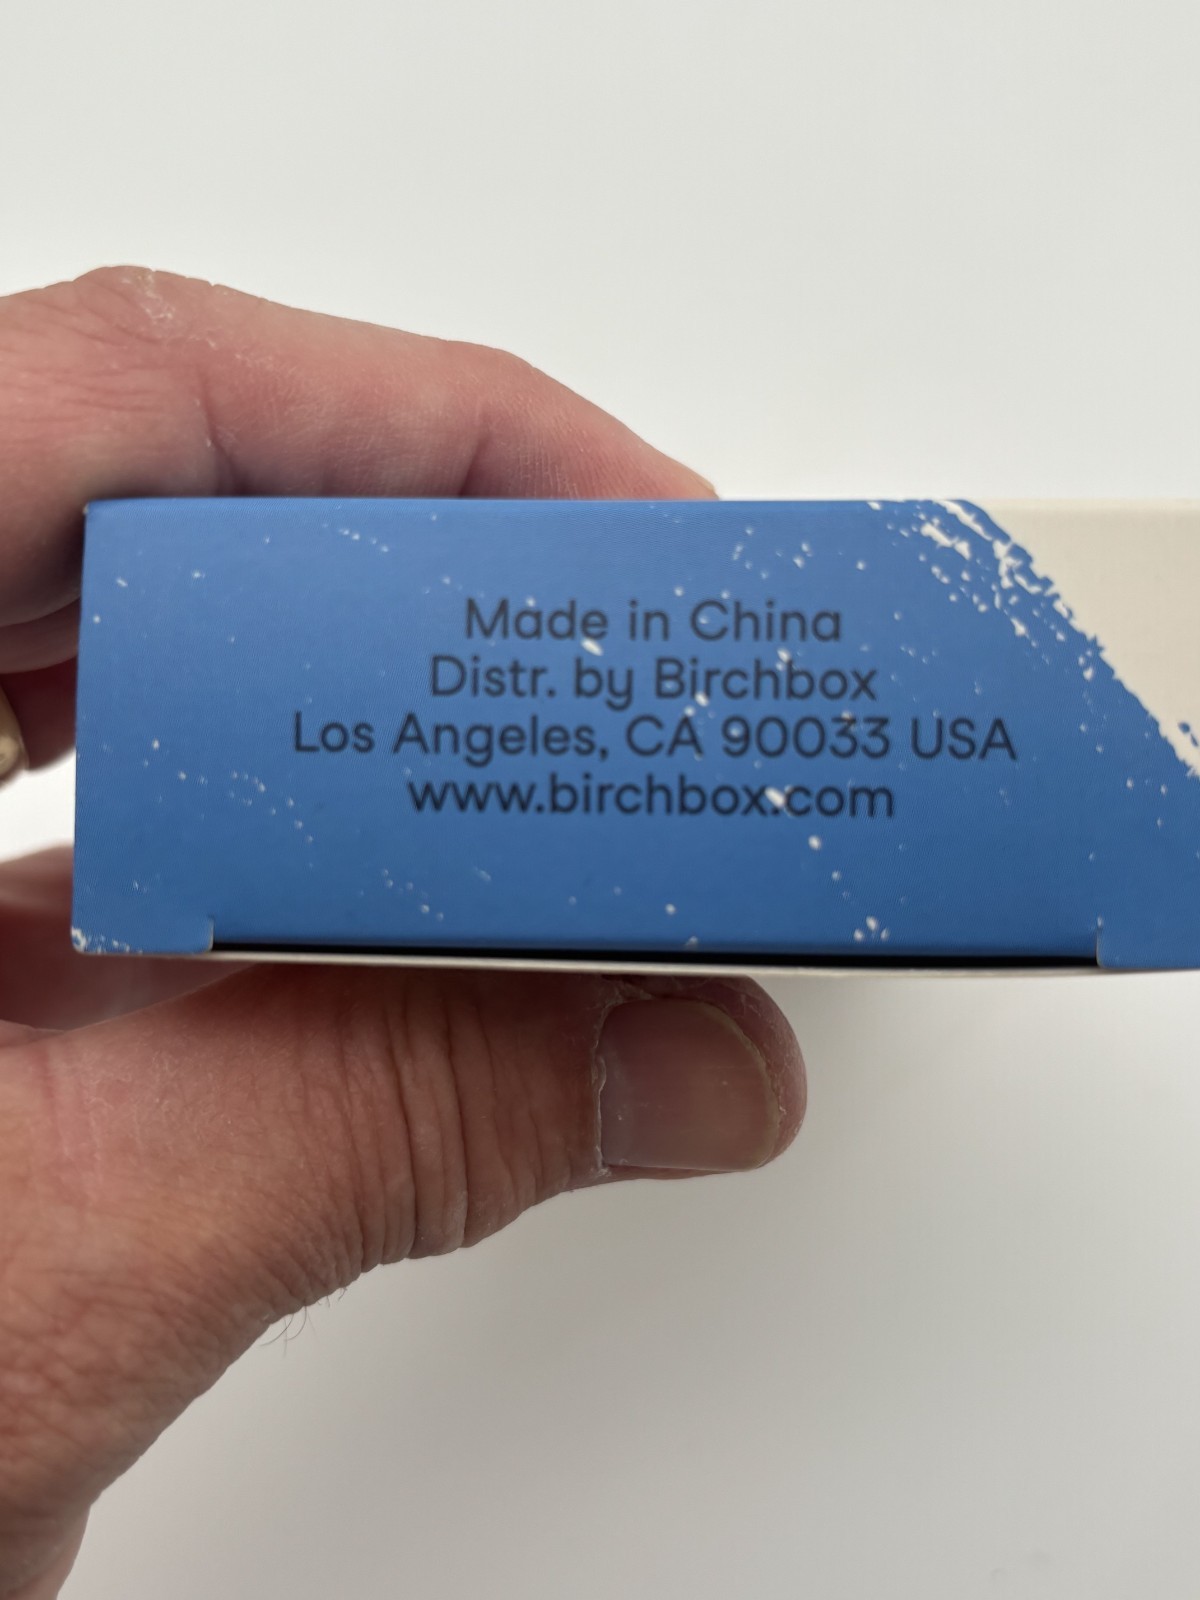 Made in China
Distr. by Birchbox
Los Angeles, CA 90033 USA
www.birchbox.com